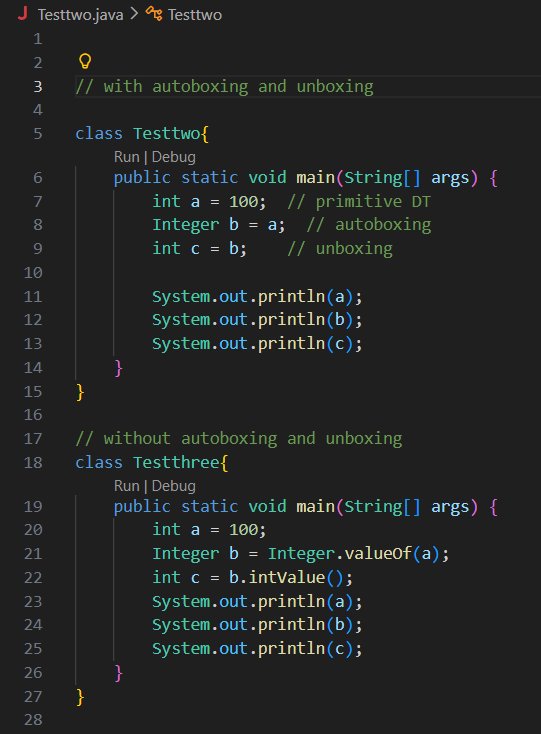 J Testtwo.java > Testtwo
1
2
3 // with autoboxing and unboxing
4
5 class Testtwo{
Run | Debug
6 public static void main(String[] args) {
7 int a = 100;  // primitive DT
8 Integer b = a;  // autoboxing
9 int c = b;    // unboxing
10
11 System.out.println(a);
12 System.out.println(b);
13 System.out.println(c);
14 }
15 }
16
17 // without autoboxing and unboxing
18 class Testthree{
Run | Debug
19 public static void main(String[] args) {
20 int a = 100;
21 Integer b = Integer.valueOf(a);
22 int c = b.intValue();
23 System.out.println(a);
24 System.out.println(b);
25 System.out.println(c);
26 }
27 }
28